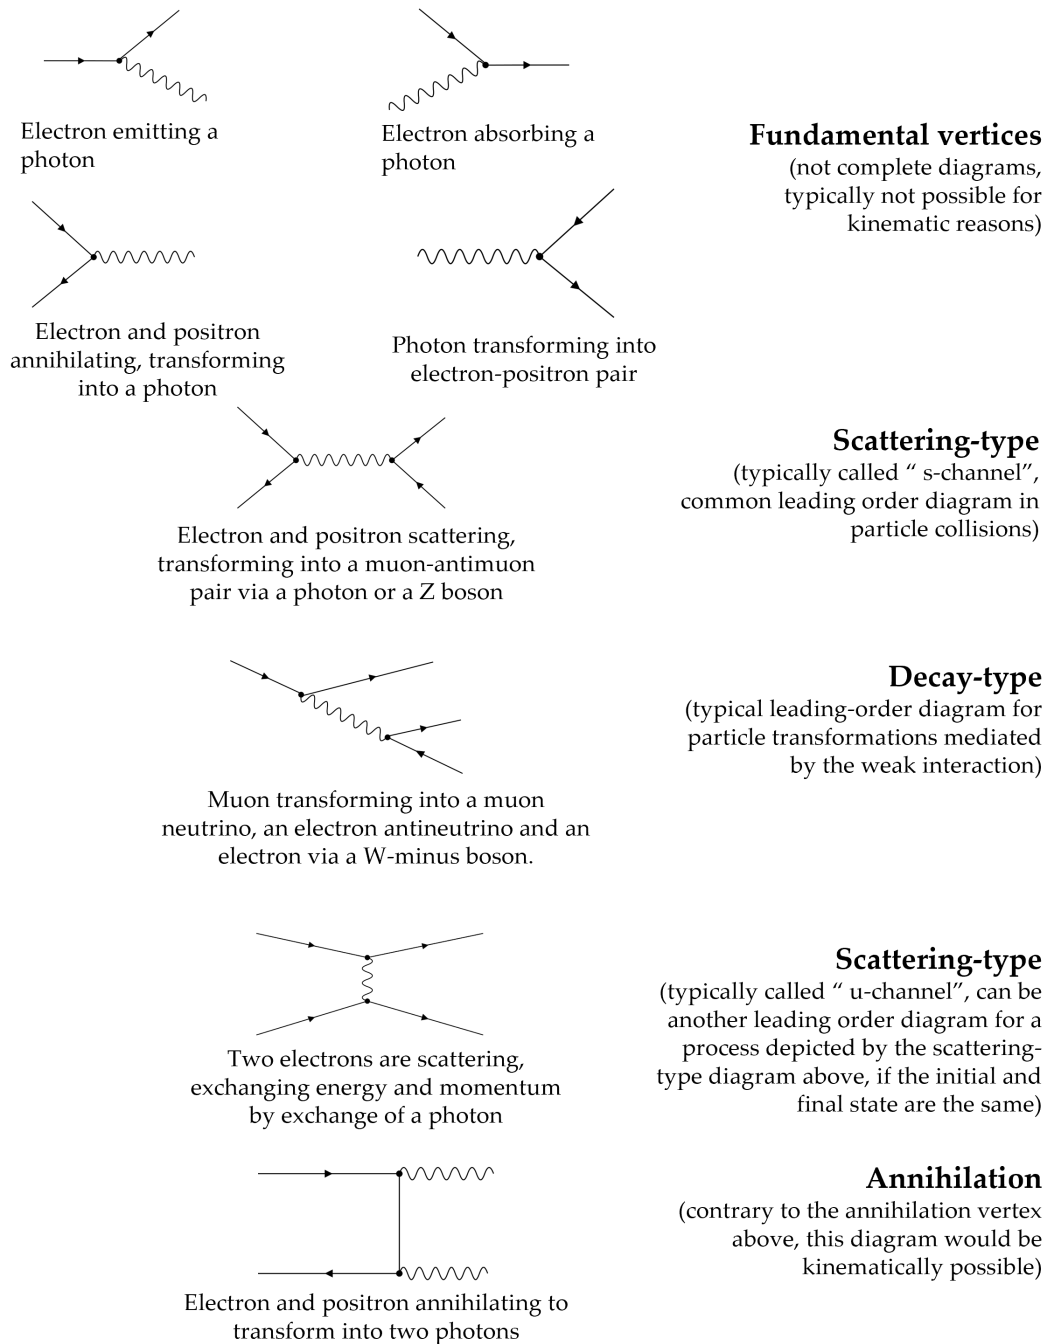 Electron emitting a
photon
Electron absorbing a
photon
Fundamental vertices
(not complete diagrams,
typically not possible for
kinematic reasons)
Electron and positron
annihilating, transforming
into a photon
Photon transforming into
electron-positron pair
Scattering-type
(typically called “ s-channel”,
common leading order diagram in
particle collisions)
Electron and positron scattering,
transforming into a muon-antimuon
pair via a photon or a Z boson
Decay-type
(typical leading-order diagram for
particle transformations mediated
by the weak interaction)
Muon transforming into a muon
neutrino, an electron antineutrino and an
electron via a W-minus boson.
Scattering-type
(typically called “ u-channel”, can be
another leading order diagram for a
process depicted by the scattering-
type diagram above, if the initial and
final state are the same)
Two electrons are scattering,
exchanging energy and momentum
by exchange of a photon
Annihilation
(contrary to the annihilation vertex
above, this diagram would be
kinematically possible)
Electron and positron annihilating to
transform into two photons